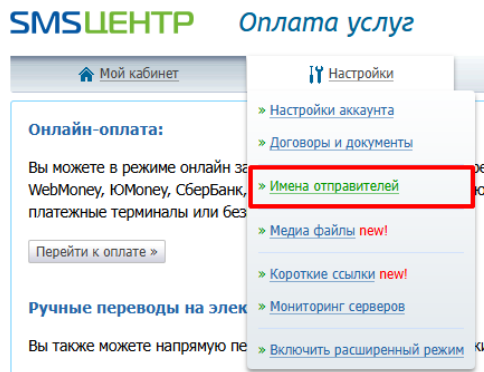 SMSЦЕНТР Оплата услуг
Мой кабинет
Настройки
» Настройки аккаунта
» Договоры и документы
» Имена отправителей
» Медиа файлы new!
» Короткие ссылки new!
» Мониторинг серверов
» Включить расширенный режим
Онлайн-оплата:
Вы можете в режиме онлайн
WebMoney, ЮMoney, СберБанк,
платежные терминалы или без
Перейти к оплате »
Ручные переводы на элек
Вы также можете напрямую пе